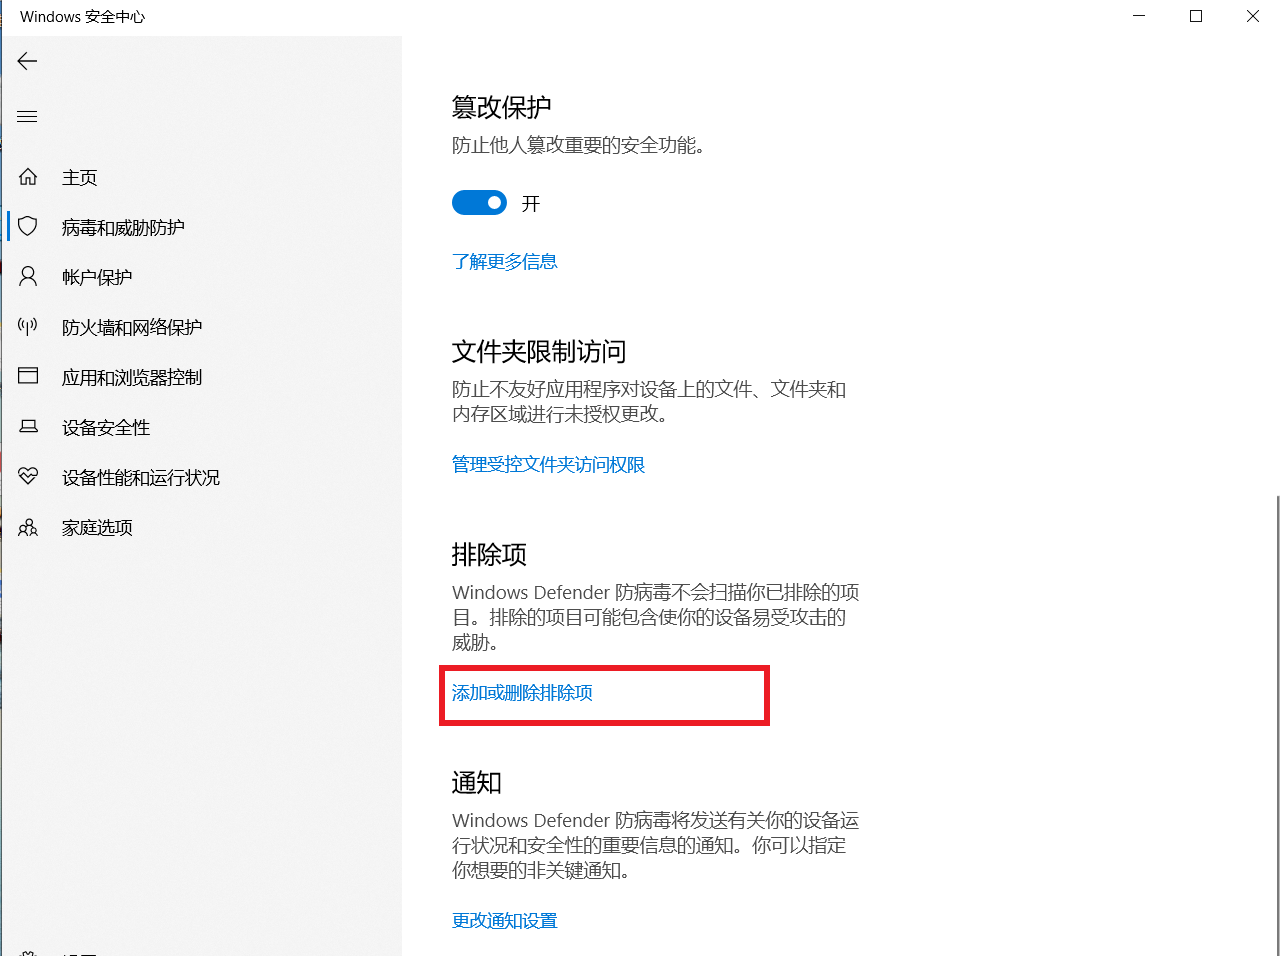 Windows 安全中心
主页
病毒和威胁防护
帐户保护
防火墙和网络保护
应用和浏览器控制
设备安全性
设备性能和运行状况
家庭选项
篡改保护
防止他人篡改重要的安全功能。
开
了解更多信息
文件夹限制访问
防止不友好应用程序对设备上的文件、文件夹和
内存区域进行未授权更改。
管理受控文件夹访问权限
排除项
Windows Defender 防病毒不会扫描你已排除的项
目。排除的项目可能包含使你的设备易受攻击的
威胁。
添加或删除排除项
通知
Windows Defender 防病毒将发送有关你的设备运
行状况和安全性的重要信息的通知。你可以指定
你想要的非关键通知。
更改通知设置